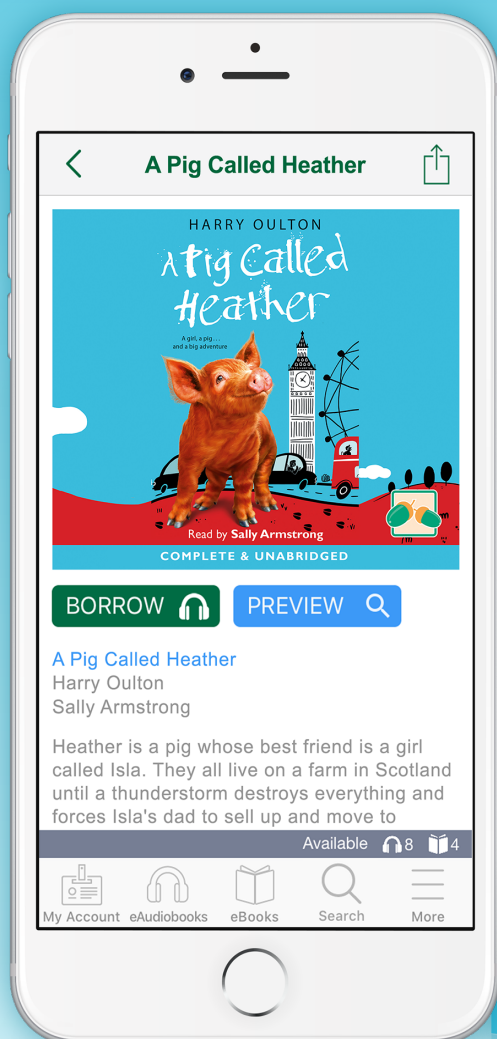 A Pig Called Heather
HARRY OULTON
A Pig Called
Heather
A girl, a pig...
and a big adventure
Read by Sally Armstrong
COMPLETE & UNABRIDGED
BORROW
PREVIEW
A Pig Called Heather
Harry Oulton
Sally Armstrong
Heather is a pig whose best friend is a girl
called Isla. They all live on a farm in Scotland
until a thunderstorm destroys everything and
forces Isla's dad to sell up and move to
Available 8 4
My Account eAudiobooks eBooks Search More